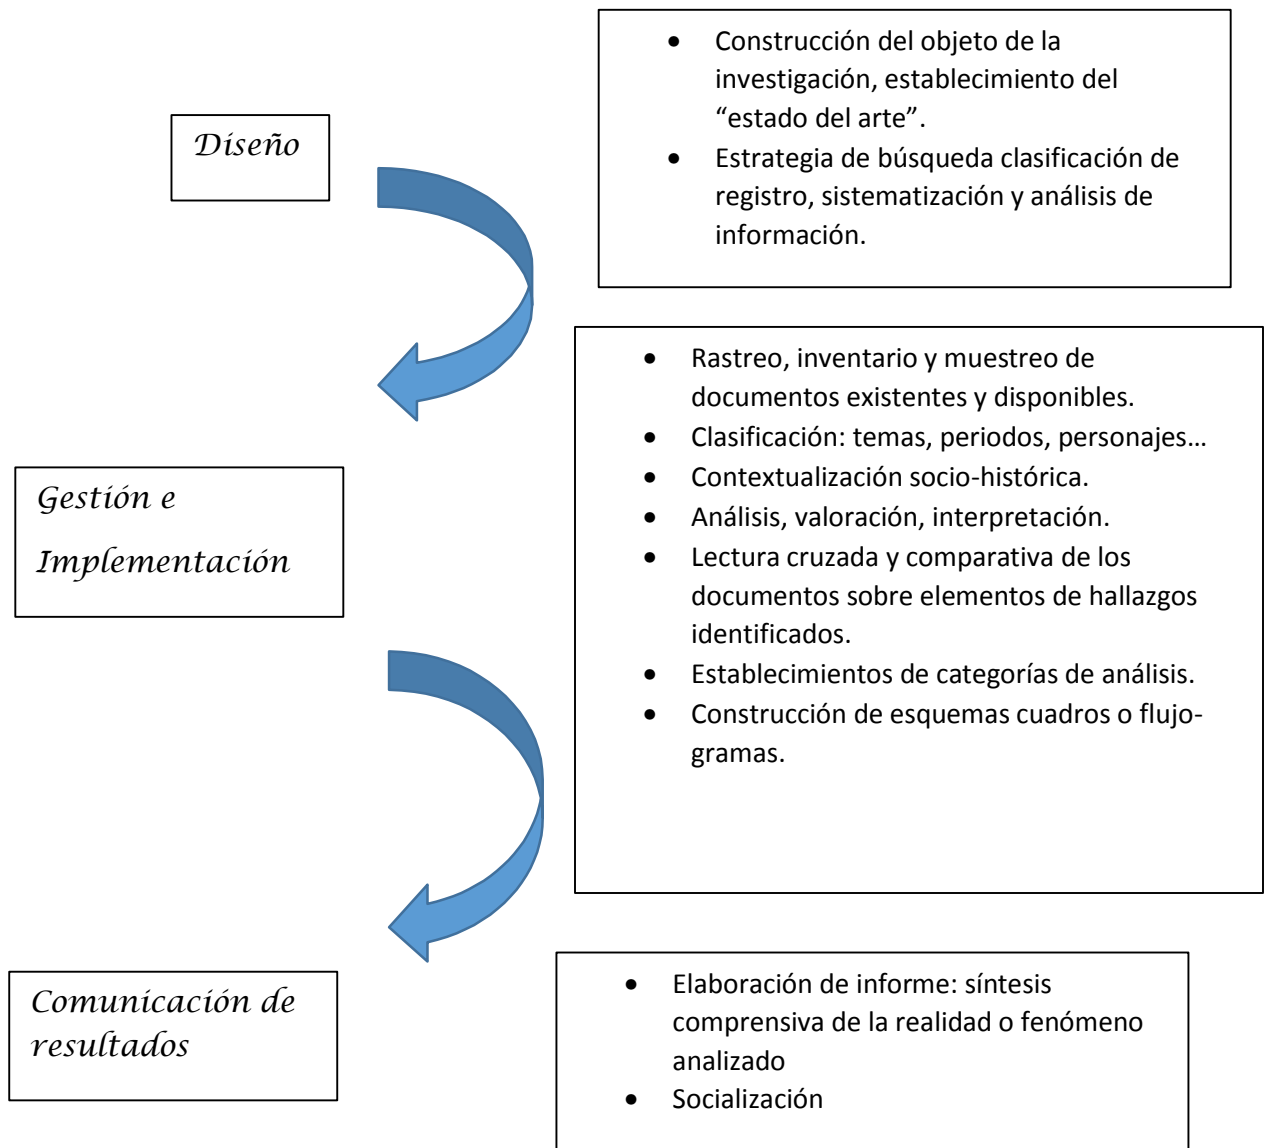 Diseño
• Construcción del objeto de la
investigación, establecimiento del
“estado del arte”.
• Estrategia de búsqueda clasificación de
registro, sistematización y análisis de
información.
Gestión e
Implementación
• Rastreo, inventario y muestreo de
documentos existentes y disponibles.
• Clasificación: temas, periodos, personajes…
• Contextualización socio-histórica.
• Análisis, valoración, interpretación.
• Lectura cruzada y comparativa de los
documentos sobre elementos de hallazgos
identificados.
• Establecimientos de categorías de análisis.
• Construcción de esquemas cuadros o flujo-
gramas.
Comunicación de
resultados
• Elaboración de informe: síntesis
comprensiva de la realidad o fenómeno
analizado
• Socialización